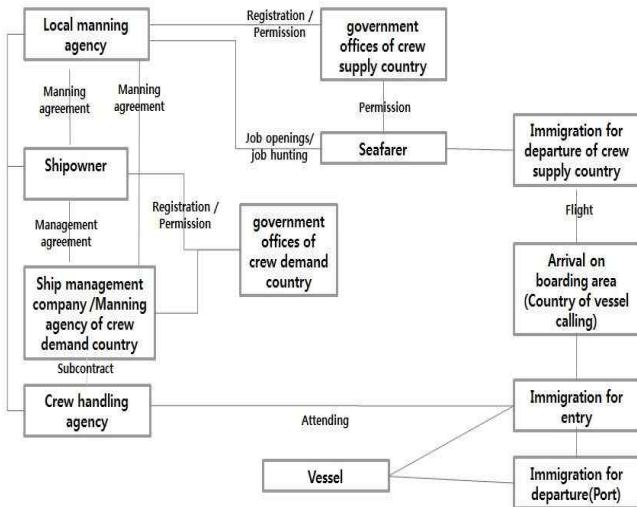 Local manning
agency
Registration /
Permission
government
offices of crew
supply country
Manning
agreement
Manning
agreement
Permission
Job openings/
job hunting
Seafarer
Immigration for
departure of crew
supply country
Shipowner
Registration /
Permission
Flight
Management
agreement
government
offices of
crew demand
country
Ship management
company /Manning
agency of crew
demand country
Arrival on
boarding area
(Country of vessel
calling)
Subcontract
Crew handling
agency
Attending
Immigration for
entry
Vessel
Immigration for
departure(Port)